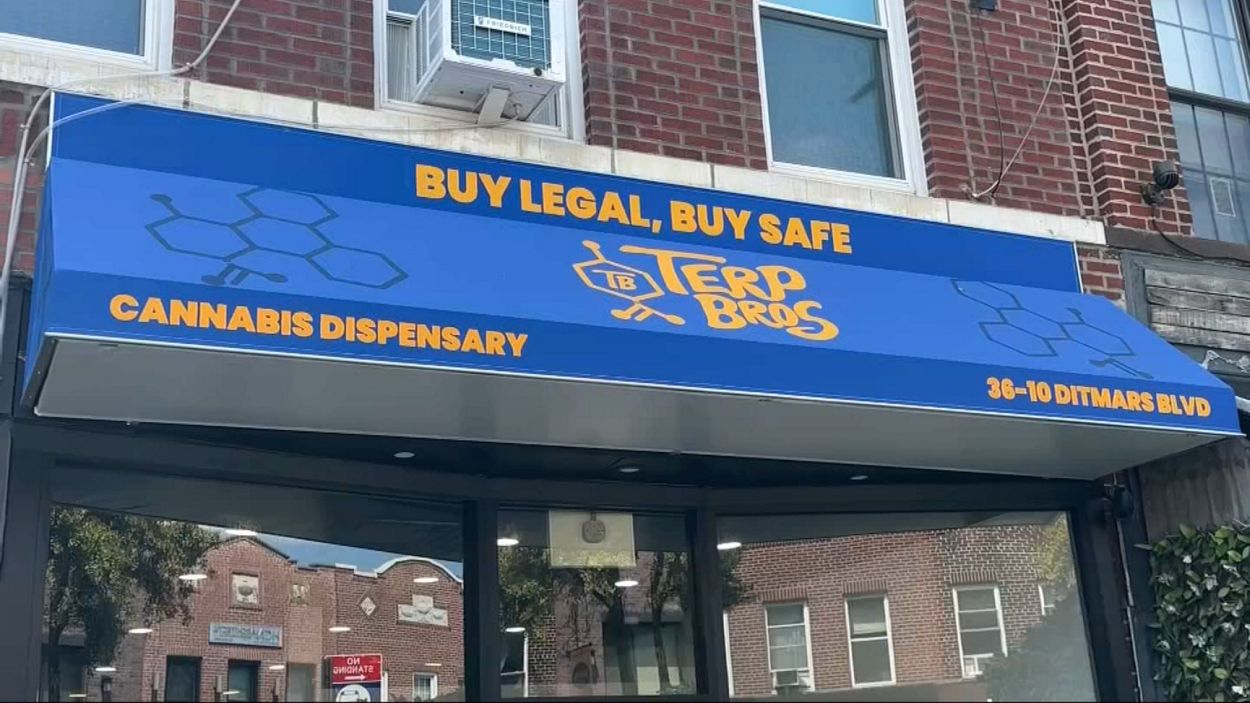 FRIEDRICH
BUY LEGAL, BUY SAFE
TB
TERP
BROS
CANNABIS DISPENSARY
36-10 DITMARS BLVD
NO
STANDING